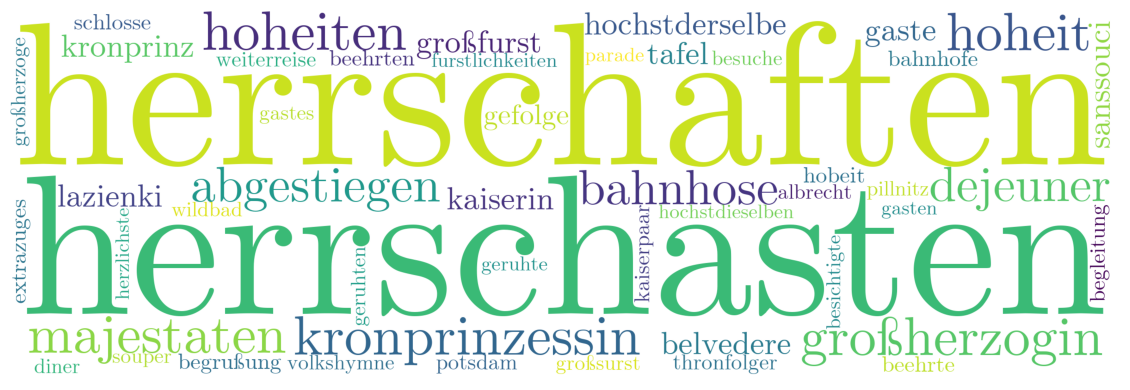 schlosse hoheiten hochstderselbe gaste hoheit
kronprinz großfurst tafel
weiterreise beehrten furstlichkeiten parade besuche bahnhofe
großherzoge
herrschaften
sanssouci
gastes gefolge
lazienki abgestiegen kaiserin bahnhose hobeit albrecht pillnitz dejeuner
wildbad hochstdieselben gasten
extrazuges
herzlichste
herrschasten
geruhten
geruhte
kaiserpaar
besichtigte
begleitung
majestaten kronprinzessin belvedere großherzogin
diner souper begrußung volkshymne potsdam großsurst thronfolger beehrte